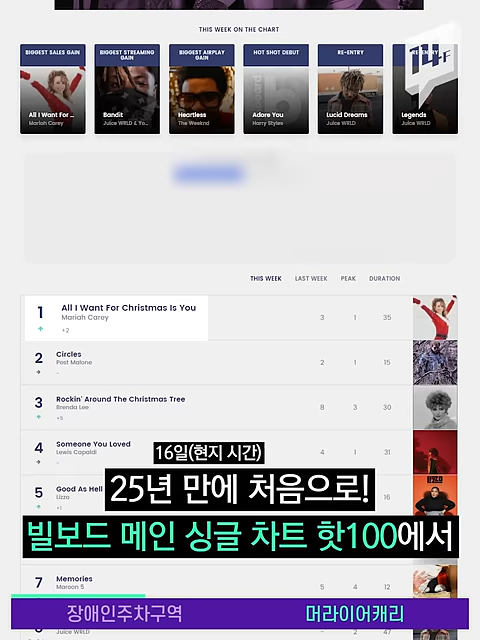 THIS WEEK ON THE CHART
BIGGEST SALES GAIN
BIGGEST STREAMING GAIN
BIGGEST AIRPLAY GAIN
HOT SHOT DEBUT
RE-ENTRY
RE-ENTRY
14F
All I Want For ...
Mariah Carey
Bandit
Juice WRLD & Yo...
Heartless
The Weeknd
Adore You
Harry Styles
Lucid Dreams
Juice WRLD
Legends
Juice WRLD
THIS WEEK LAST WEEK PEAK DURATION
1 All I Want For Christmas Is You 3 1 35
Mariah Carey
+2
2 Circles 2 1 15
Post Malone
-
3 Rockin' Around The Christmas Tree 8 3 30
Brenda Lee
+5
4 Someone You Loved 4 1 31
Lewis Capaldi
-
16일(현지 시간)
5 Good As Hell 16
Lizzo
+1
25년 만에 처음으로!
빌보드 메인 싱글 차트 핫100에서
7 Memories 5 4 12
Maroon 5
장애인주차구역 머라이어캐리
Juice WRLD
- 2 47